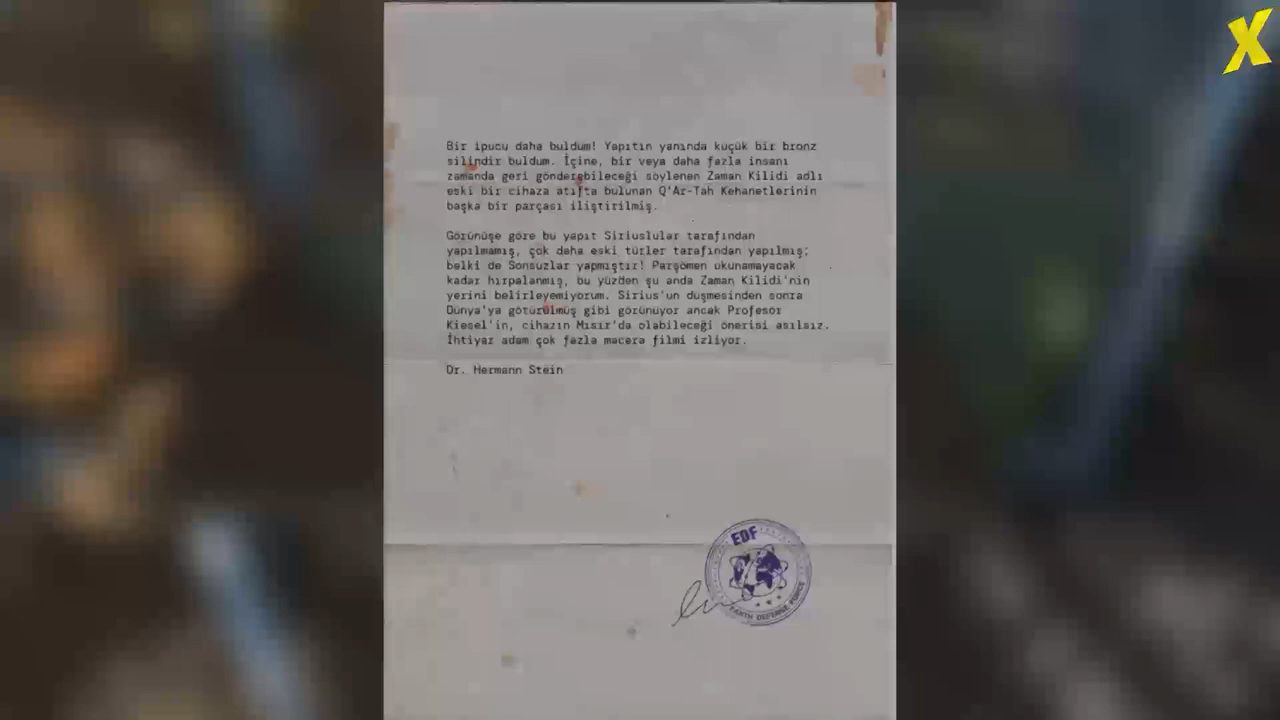 X
Bir ipucu daha buldum! Yapıtın yanında küçük bir bronz
silindir buldum. İçine, bir veya daha fazla insanı
zamanda geri gönderebileceği söylenen Zaman Kilidi adlı
eski bir cihaza atıfta bulunan Q'Ar-Tah Kehanetlerinin
başka bir parçası iliştirilmiş.
Görünüşe göre bu yapıt Siriuslular tarafından
yapılmamış, çok daha eski türler tarafından yapılmış;
belki de Sonsuzlar yapmıştır! Parşömen okunamayacak
kadar hırpalanmış, bu yüzden şu anda Zaman Kilidi'nin
yerini belirleyemiyorum. Sirius'un düşmesinden sonra
Dünya'ya götürülmüş gibi görünüyor ancak Profesör
Kiesel'in, cihazın Mısır'da olabileceği önerisi asılsız.
İhtiyar adam çok fazla macera filmi izliyor.
Dr. Hermann Stein
EDF
EARTH DEFENSE FORCE